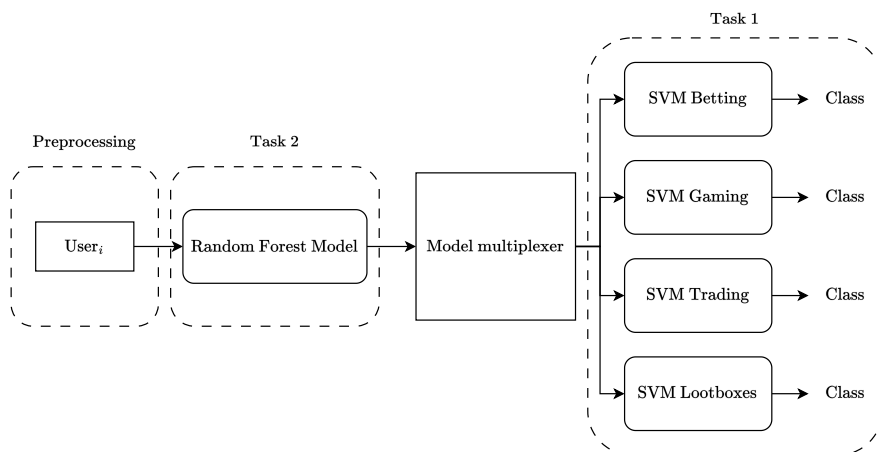 Task 1
SVM Betting
Class
Preprocessing
Task 2
SVM Gaming
Class
User_i
Random Forest Model
Model multiplexer
SVM Trading
Class
SVM Lootboxes
Class